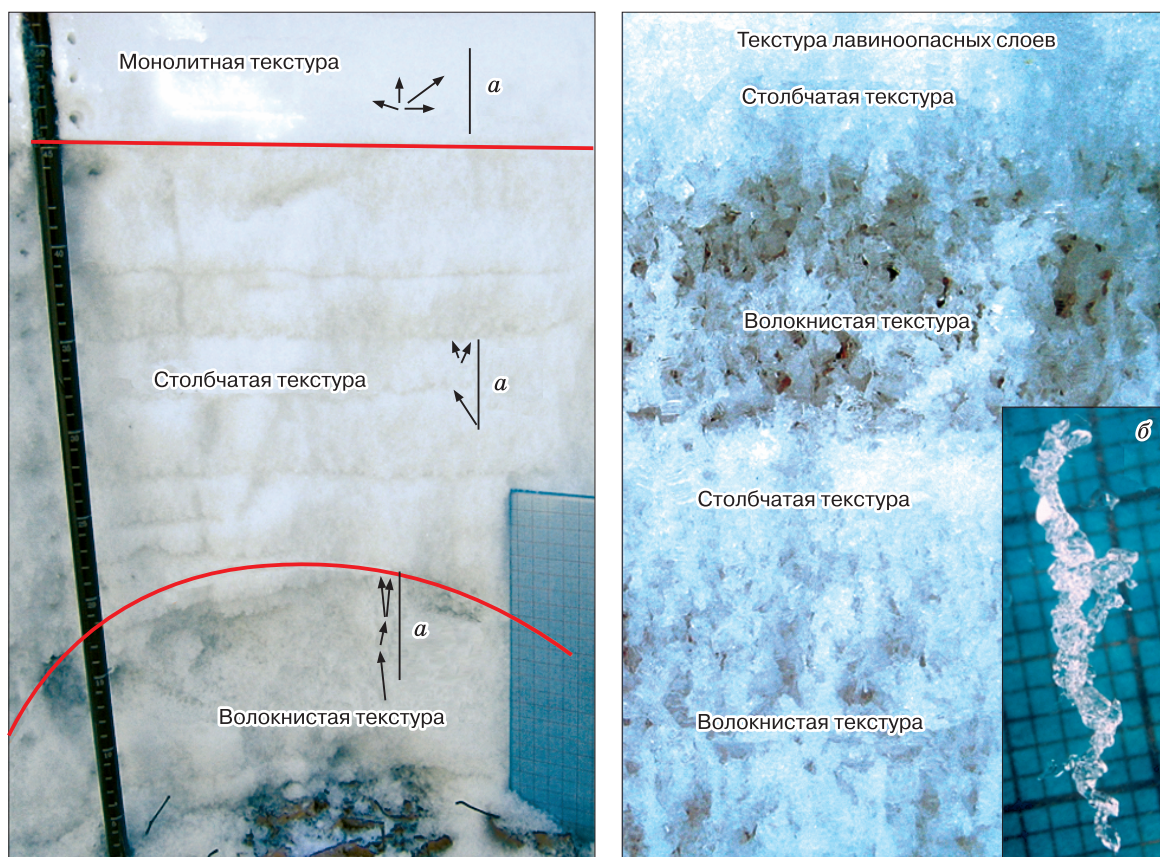 Монолитная текстура
а
Столбчатая текстура
а
а
Волокнистая текстура
Текстура лавиноопасных слоев
Столбчатая текстура
Волокнистая текстура
Столбчатая текстура
Волокнистая текстура
б